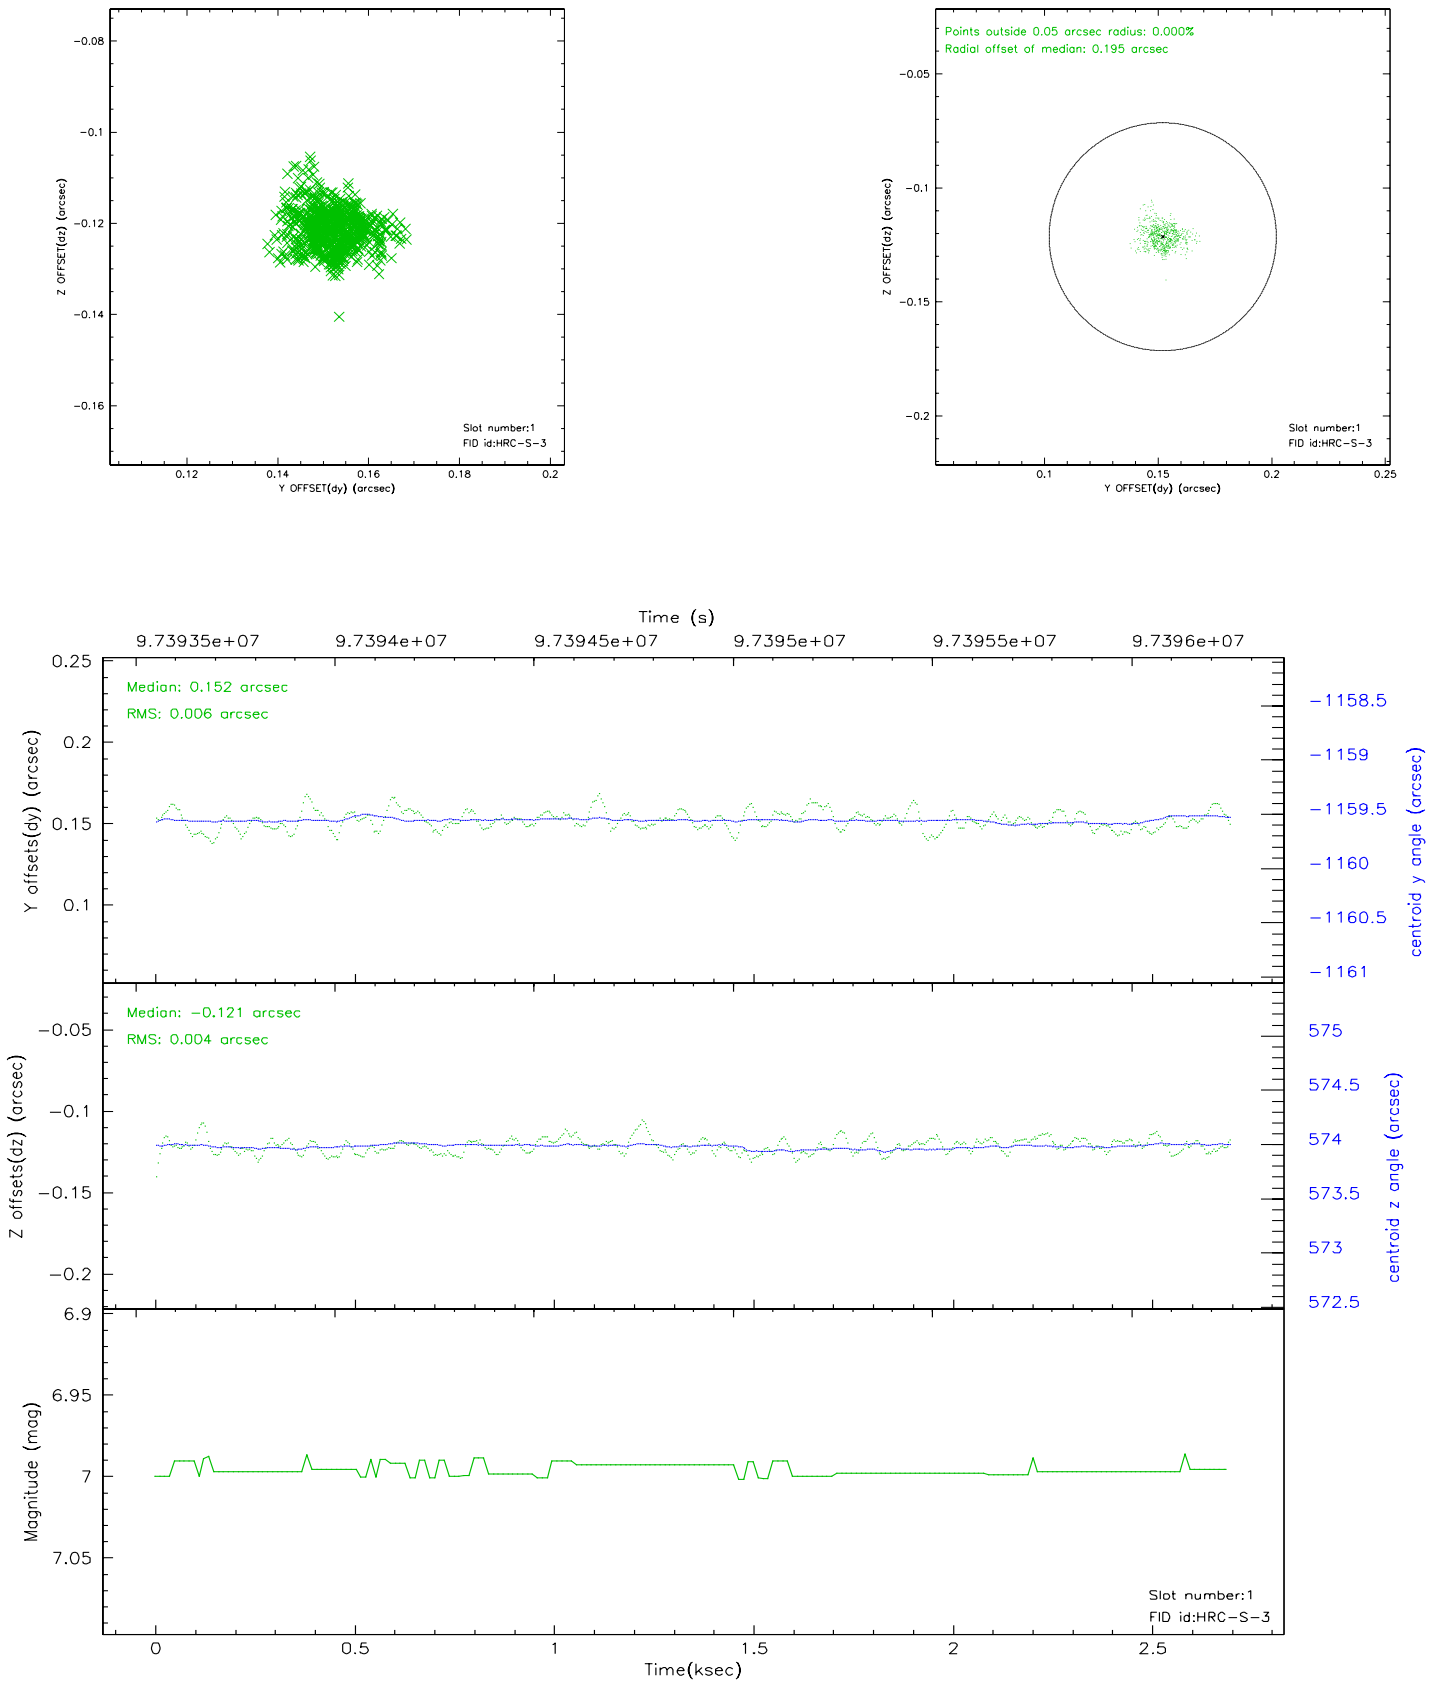 -0.08
-0.1
-0.12
-0.14
-0.16
Z OFFSET(dz) (arcsec)
0.12 0.14 0.16 0.18 0.2
Y OFFSET(dy) (arcsec)
Slot number:1
FID id:HRC-S-3
Points outside 0.05 arcsec radius: 0.000%
Radial offset of median: 0.195 arcsec
-0.05
-0.1
-0.15
-0.2
Z OFFSET(dz) (arcsec)
0.1 0.15 0.2 0.25
Y OFFSET(dy) (arcsec)
Slot number:1
FID id:HRC-S-3
Time (s)
9.73935e+07 9.7394e+07 9.73945e+07 9.7395e+07 9.73955e+07 9.7396e+07
Median: 0.152 arcsec
RMS: 0.006 arcsec
0.25
0.2
0.15
0.1
Y offsets(dy) (arcsec)
-1158.5
-1159
-1159.5
-1160
-1160.5
-1161
centroid y angle (arcsec)
Median: -0.121 arcsec
RMS: 0.004 arcsec
-0.05
-0.1
-0.15
-0.2
Z offsets(dz) (arcsec)
575
574.5
574
573.5
573
572.5
centroid z angle (arcsec)
6.9
6.95
7
7.05
Magnitude (mag)
Slot number:1
FID id:HRC-S-3
0 0.5 1 1.5 2 2.5
Time(ksec)